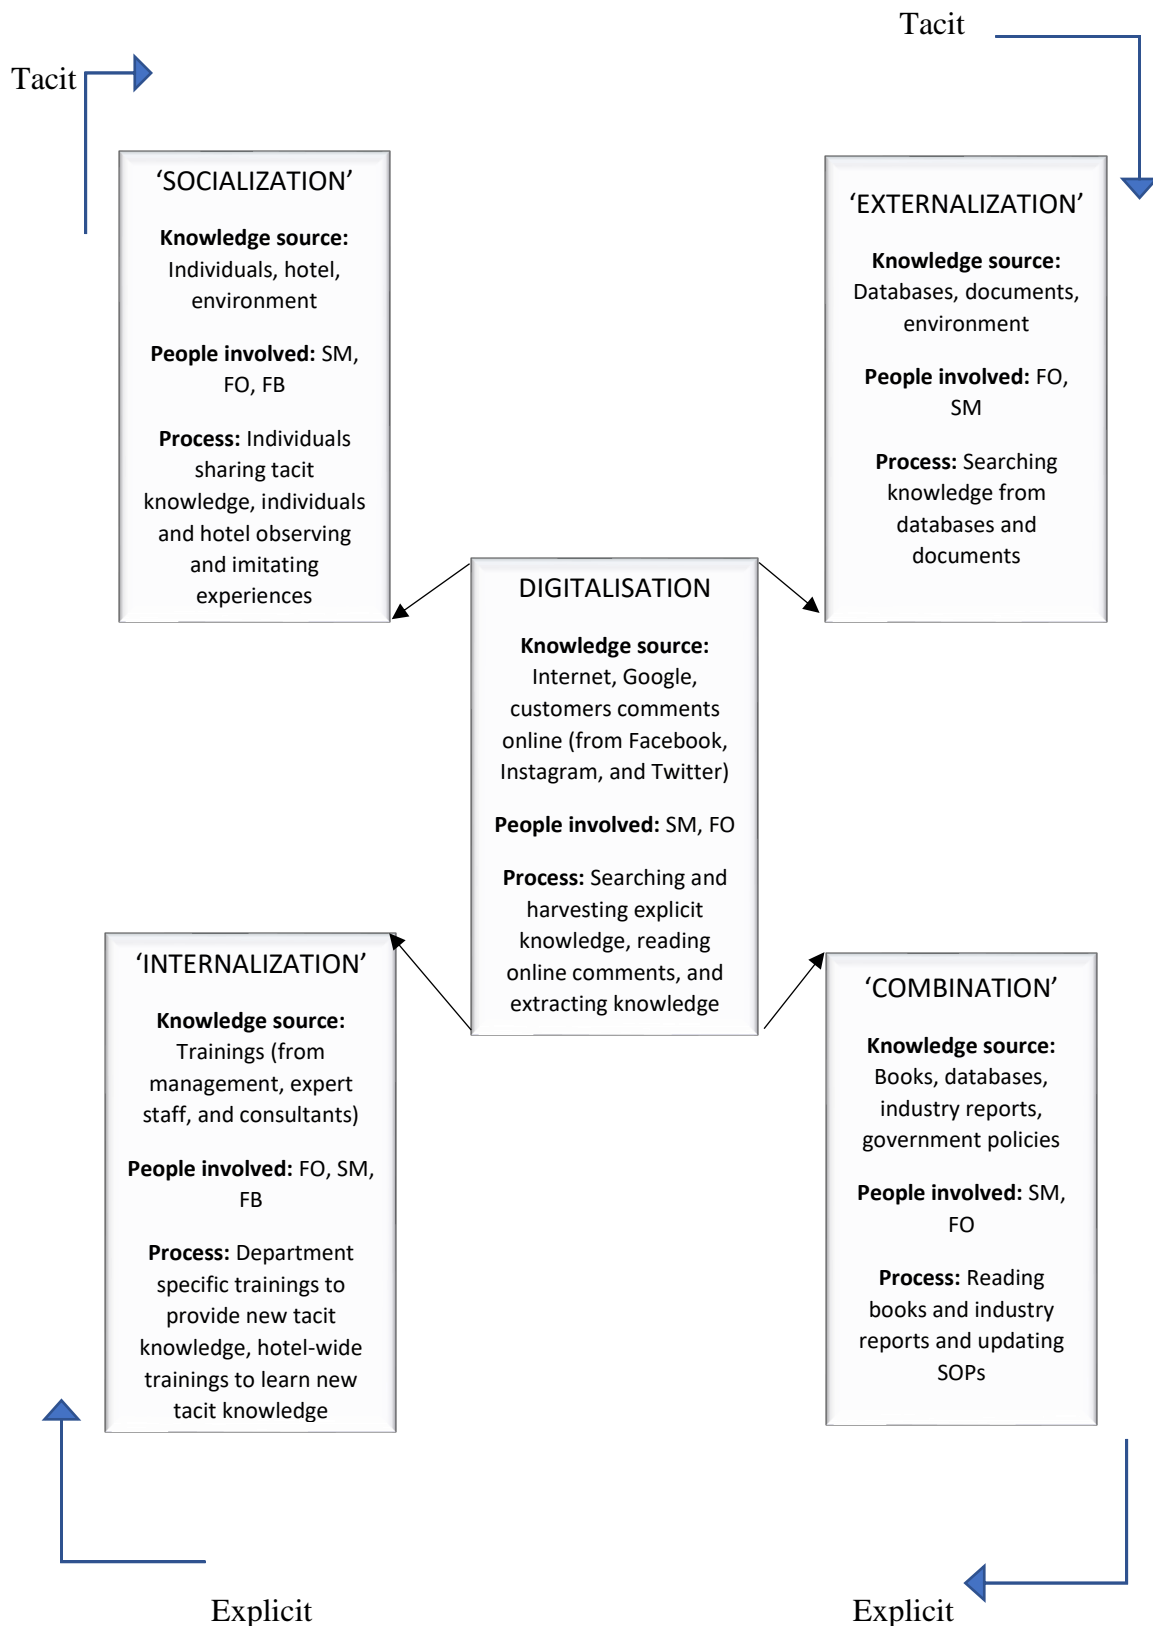 Tacit
Tacit
‘SOCIALIZATION’
Knowledge source:
Individuals, hotel,
environment
People involved: SM,
FO, FB
Process: Individuals
sharing tacit
knowledge, individuals
and hotel observing
and imitating
experiences
‘EXTERNALIZATION’
Knowledge source:
Databases, documents,
environment
People involved: FO,
SM
Process: Searching
knowledge from
databases and
documents
DIGITALISATION
Knowledge source:
Internet, Google,
customers comments
online (from Facebook,
Instagram, and Twitter)
People involved: SM, FO
Process: Searching and
harvesting explicit
knowledge, reading
online comments, and
extracting knowledge
‘INTERNALIZATION’
Knowledge source:
Trainings (from
management, expert
staff, and consultants)
People involved: FO, SM,
FB
Process: Department
specific trainings to
provide new tacit
knowledge, hotel-wide
trainings to learn new
tacit knowledge
‘COMBINATION’
Knowledge source:
Books, databases,
industry reports,
government policies
People involved: SM,
FO
Process: Reading
books and industry
reports and updating
SOPs
Explicit
Explicit